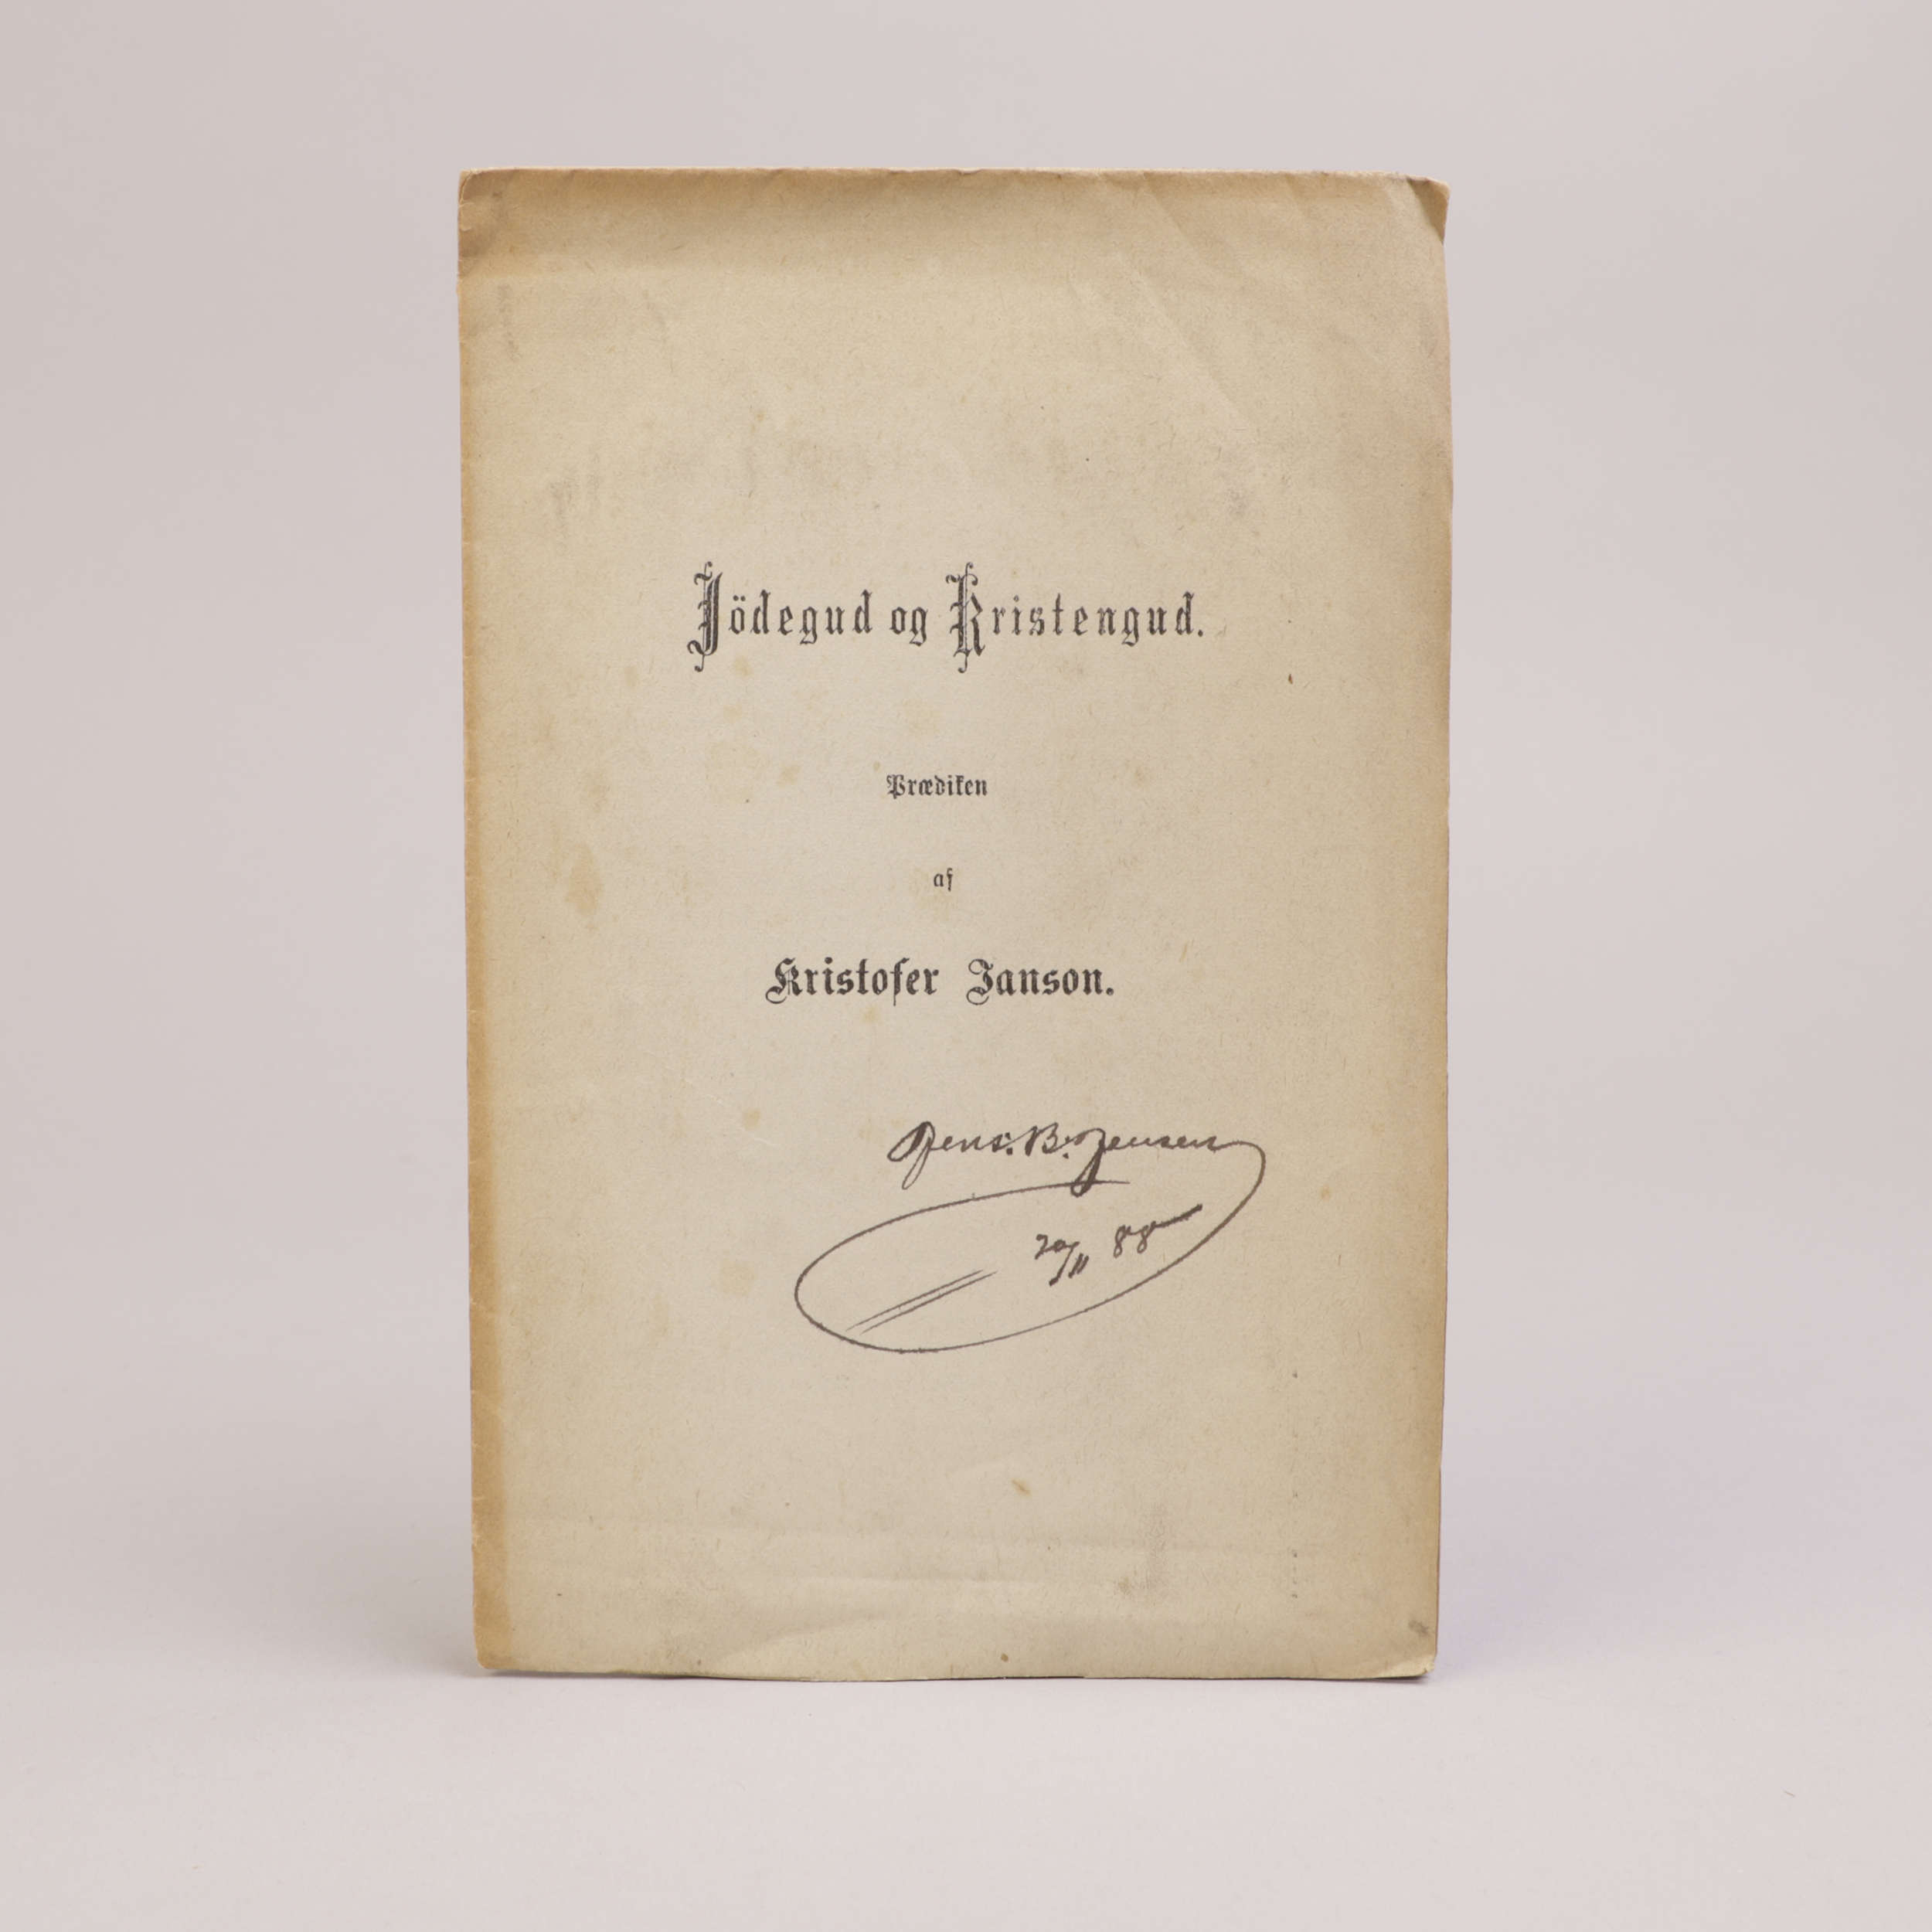 Jödegud og Kristengud.
Prædiken
af
Kristofer Janson.
Jens. B. Jensen
20/11 88